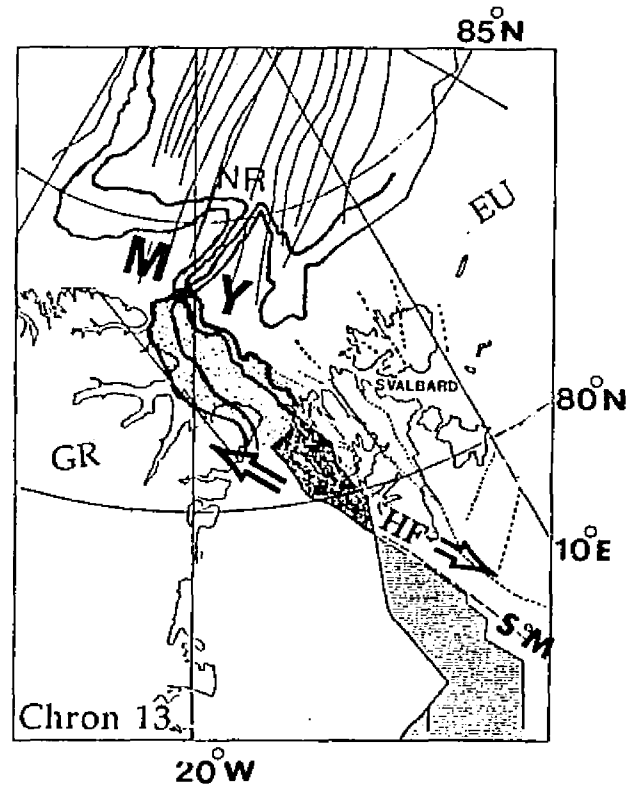 85°N
NR
EU
M
Y
SVALBARD
80°N
GR
HF
10°E
S M
Chron 13
20°W